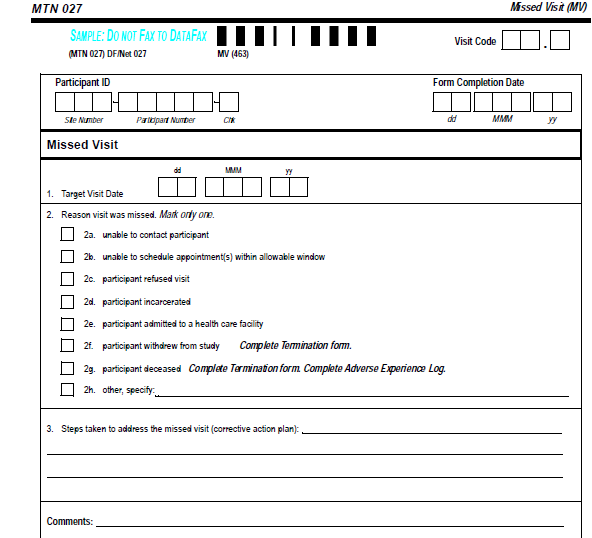 MTN 027 Missed Visit (MV)
SAMPLE: DO NOT FAX TO DATAFAX
Visit Code .
(MTN 027) DF/Net 027 MV (463)
Participant ID Form Completion Date
- -
Site Number Participant Number Chk dd MMM yy
Missed Visit
dd MMM yy
1. Target Visit Date
2. Reason visit was missed. Mark only one.
2a. unable to contact participant
2b. unable to schedule appointment(s) within allowable window
2c. participant refused visit
2d. participant incarcerated
2e. participant admitted to a health care facility
2f. participant withdrew from study Complete Termination form.
2g. participant deceased Complete Termination form. Complete Adverse Experience Log.
2h. other, specify:
3. Steps taken to address the missed visit (corrective action plan):
Comments: